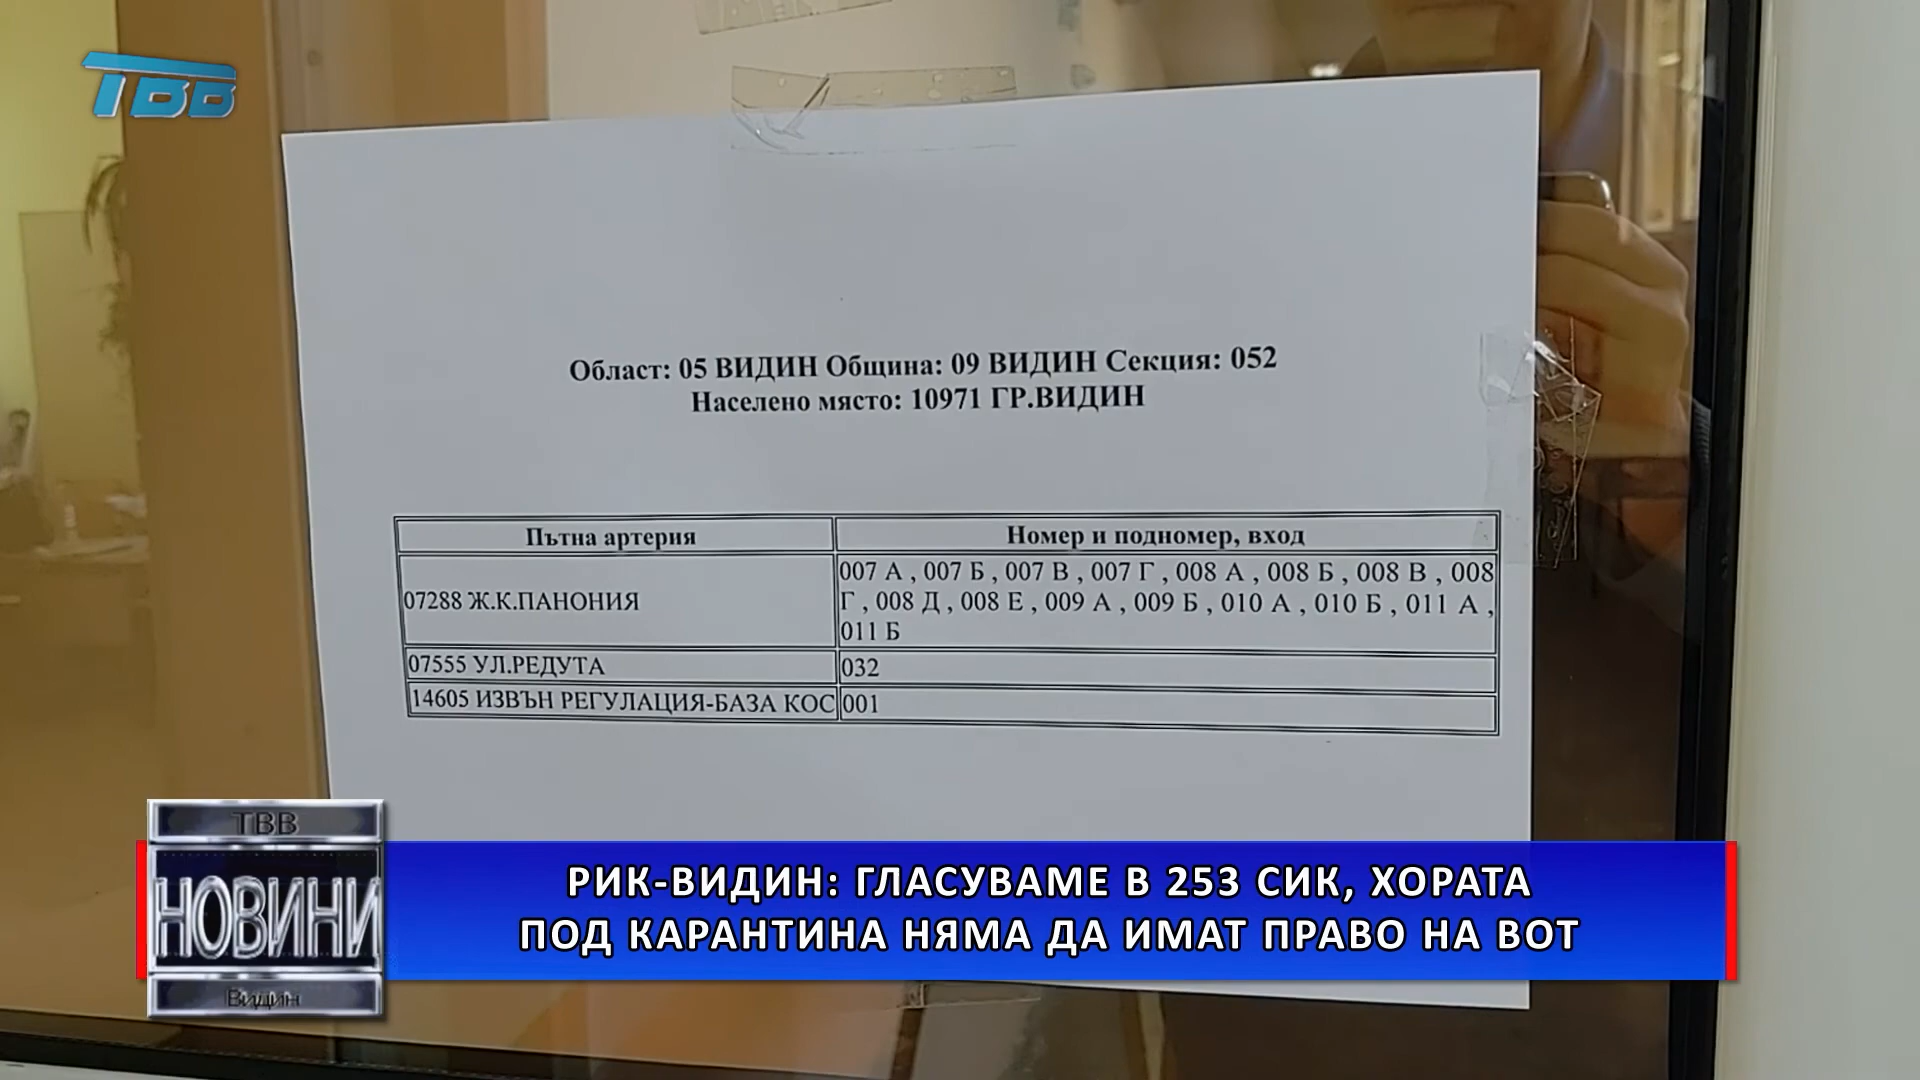 ТВВ
Област: 05 ВИДИН Община: 09 ВИДИН Секция: 052
Населено място: 10971 ГР.ВИДИН
Пътна артерия
Номер и подномер, вход
07288 Ж.К.ПАНОНИЯ
007 А , 007 Б , 007 В , 007 Г , 008 А , 008 Б , 008 В , 008
Г , 008 Д , 008 Е , 009 А , 009 Б , 010 А , 010 Б , 011 А ,
011 Б
07555 УЛ.РЕДУТА
032
14605 ИЗВЪН РЕГУЛАЦИЯ-БАЗА КОС
001
ТВВ
НОВИНИ
Видин
РИК-ВИДИН: ГЛАСУВАМЕ В 253 СИК, ХОРАТА
ПОД КАРАНТИНА НЯМА ДА ИМАТ ПРАВО НА ВОТ